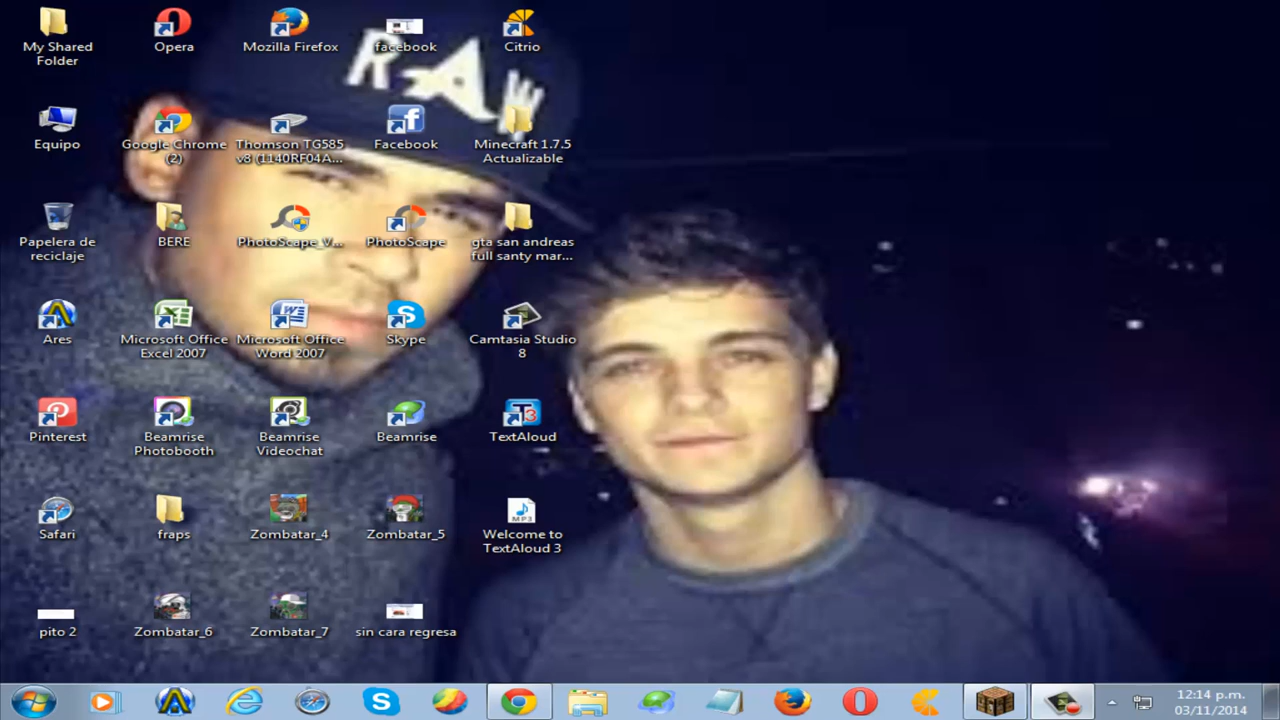 My Shared
Folder
Opera
Mozilla Firefox
facebook
Citrio
RAW
Equipo
Google Chrome
(2)
Thomson TG585
v8 (1140RF04A...
Facebook
Minecraft 1.7.5
Actualizable
Papelera de
reciclaje
BERE
PhotoScape_V...
PhotoScape
gta san andreas
full santy mar...
Ares
Microsoft Office
Excel 2007
Microsoft Office
Word 2007
Skype
Camtasia Studio
8
Pinterest
Beamrise
Photobooth
Beamrise
Videochat
Beamrise
TextAloud
Safari
fraps
Zombatar_4
Zombatar_5
MP3
Welcome to
TextAloud 3
pito 2
Zombatar_6
Zombatar_7
sin cara regresa
12:14 p.m.
03/11/2014